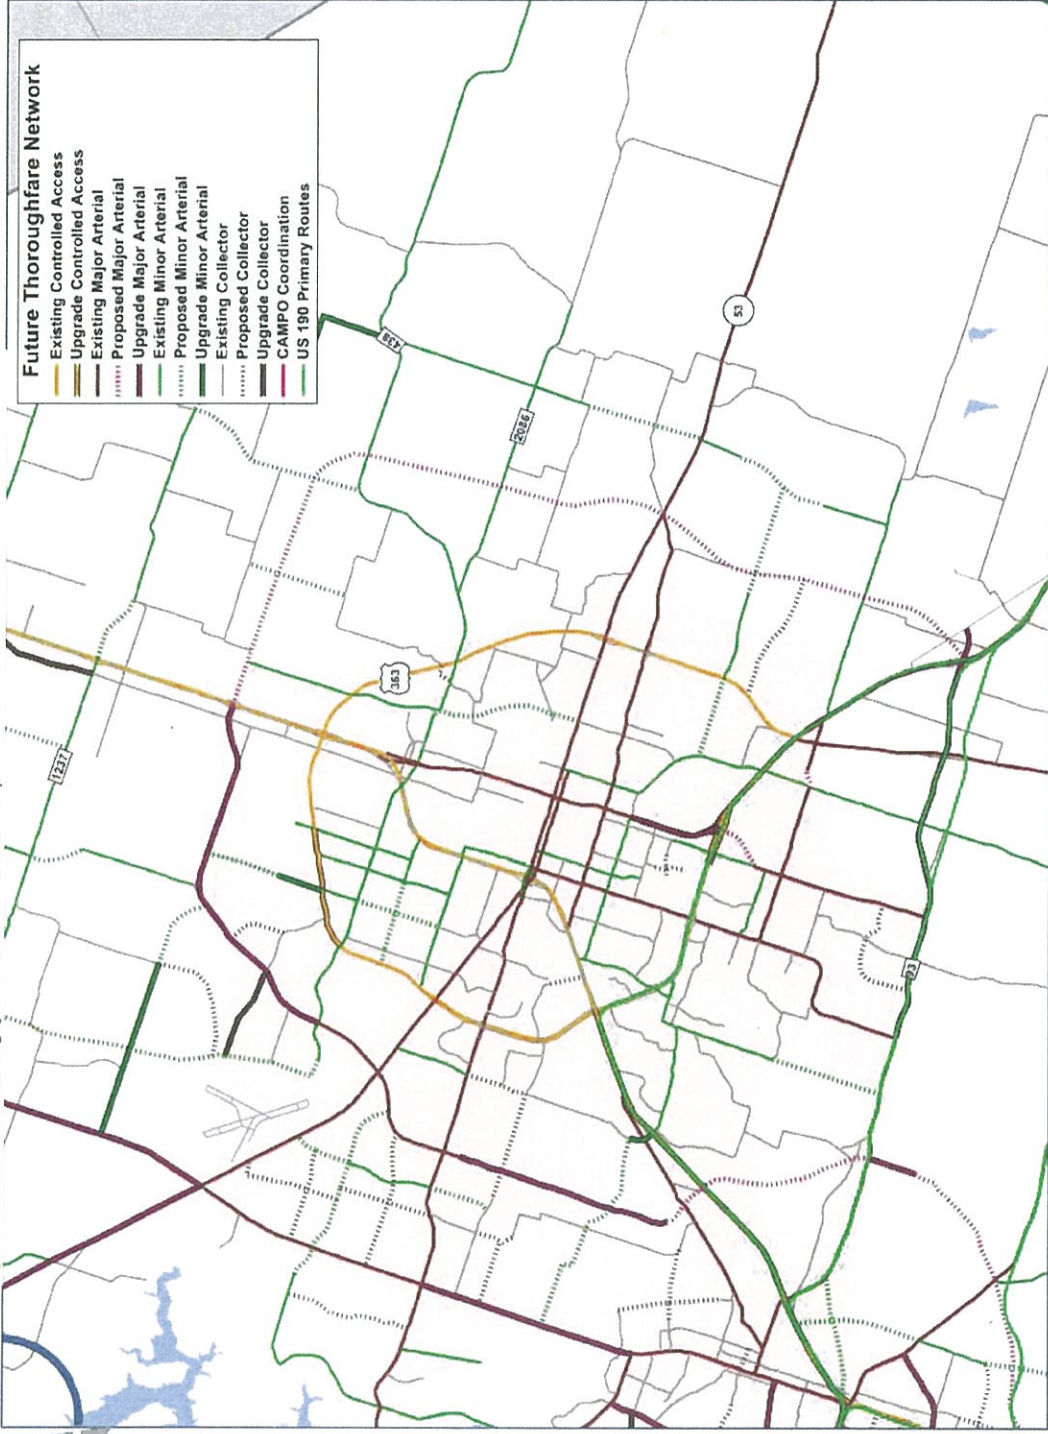 Future Thoroughfare Network
Existing Controlled Access
Upgrade Controlled Access
Existing Major Arterial
Proposed Major Arterial
Upgrade Major Arterial
Existing Minor Arterial
Proposed Minor Arterial
Upgrade Minor Arterial
Existing Collector
Proposed Collector
Upgrade Collector
CAMPO Coordination
US 190 Primary Routes
438
53
2086
363
1237
93